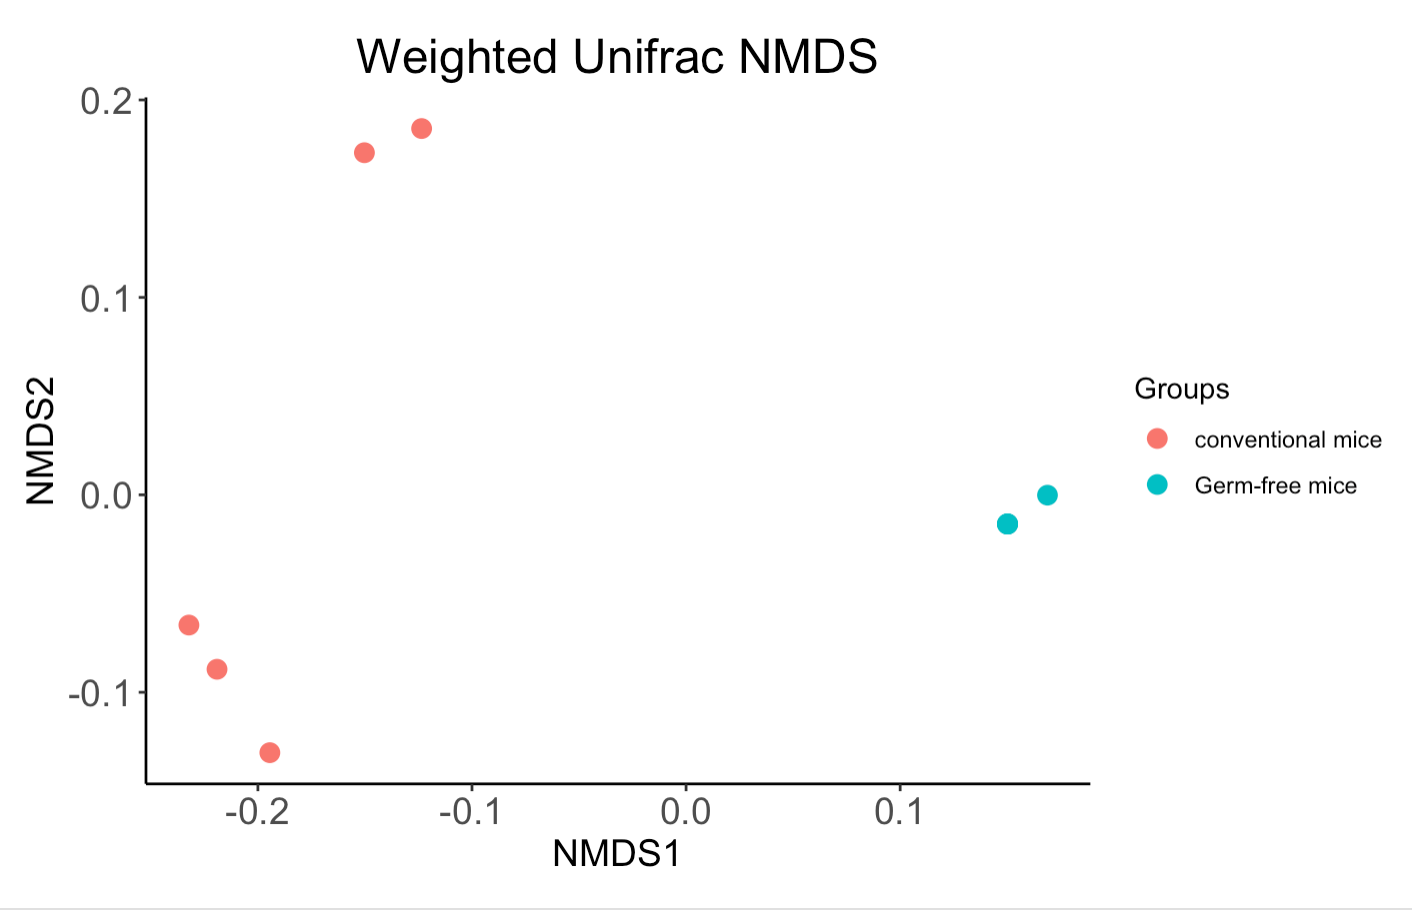 Weighted Unifrac NMDS
0.2
0.1
0.0
-0.1
NMDS2
-0.2
-0.1
0.0
0.1
NMDS1
Groups
conventional mice
Germ-free mice